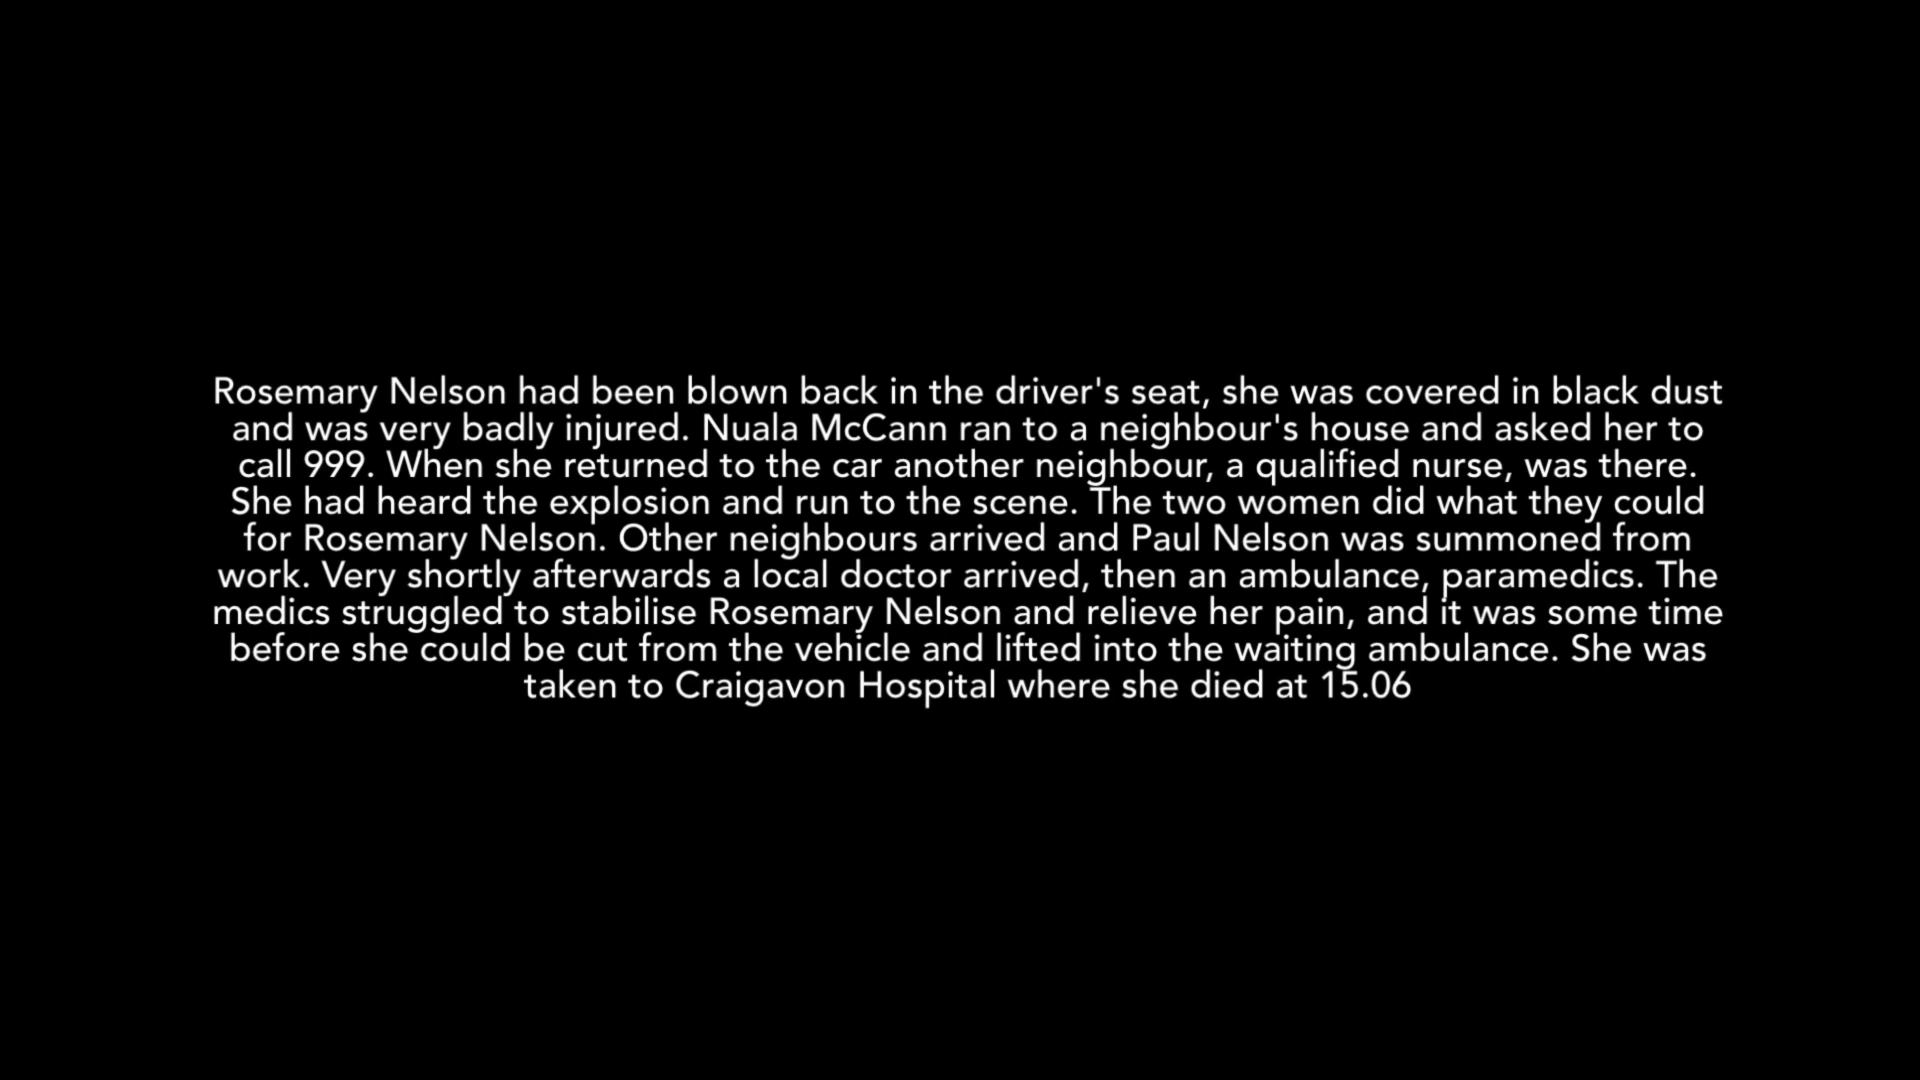 Rosemary Nelson had been blown back in the driver's seat, she was covered in black dust
and was very badly injured. Nuala McCann ran to a neighbour's house and asked her to
call 999. When she returned to the car another neighbour, a qualified nurse, was there.
She had heard the explosion and run to the scene. The two women did what they could
for Rosemary Nelson. Other neighbours arrived and Paul Nelson was summoned from
work. Very shortly afterwards a local doctor arrived, then an ambulance, paramedics. The
medics struggled to stabilise Rosemary Nelson and relieve her pain, and it was some time
before she could be cut from the vehicle and lifted into the waiting ambulance. She was
taken to Craigavon Hospital where she died at 15.06